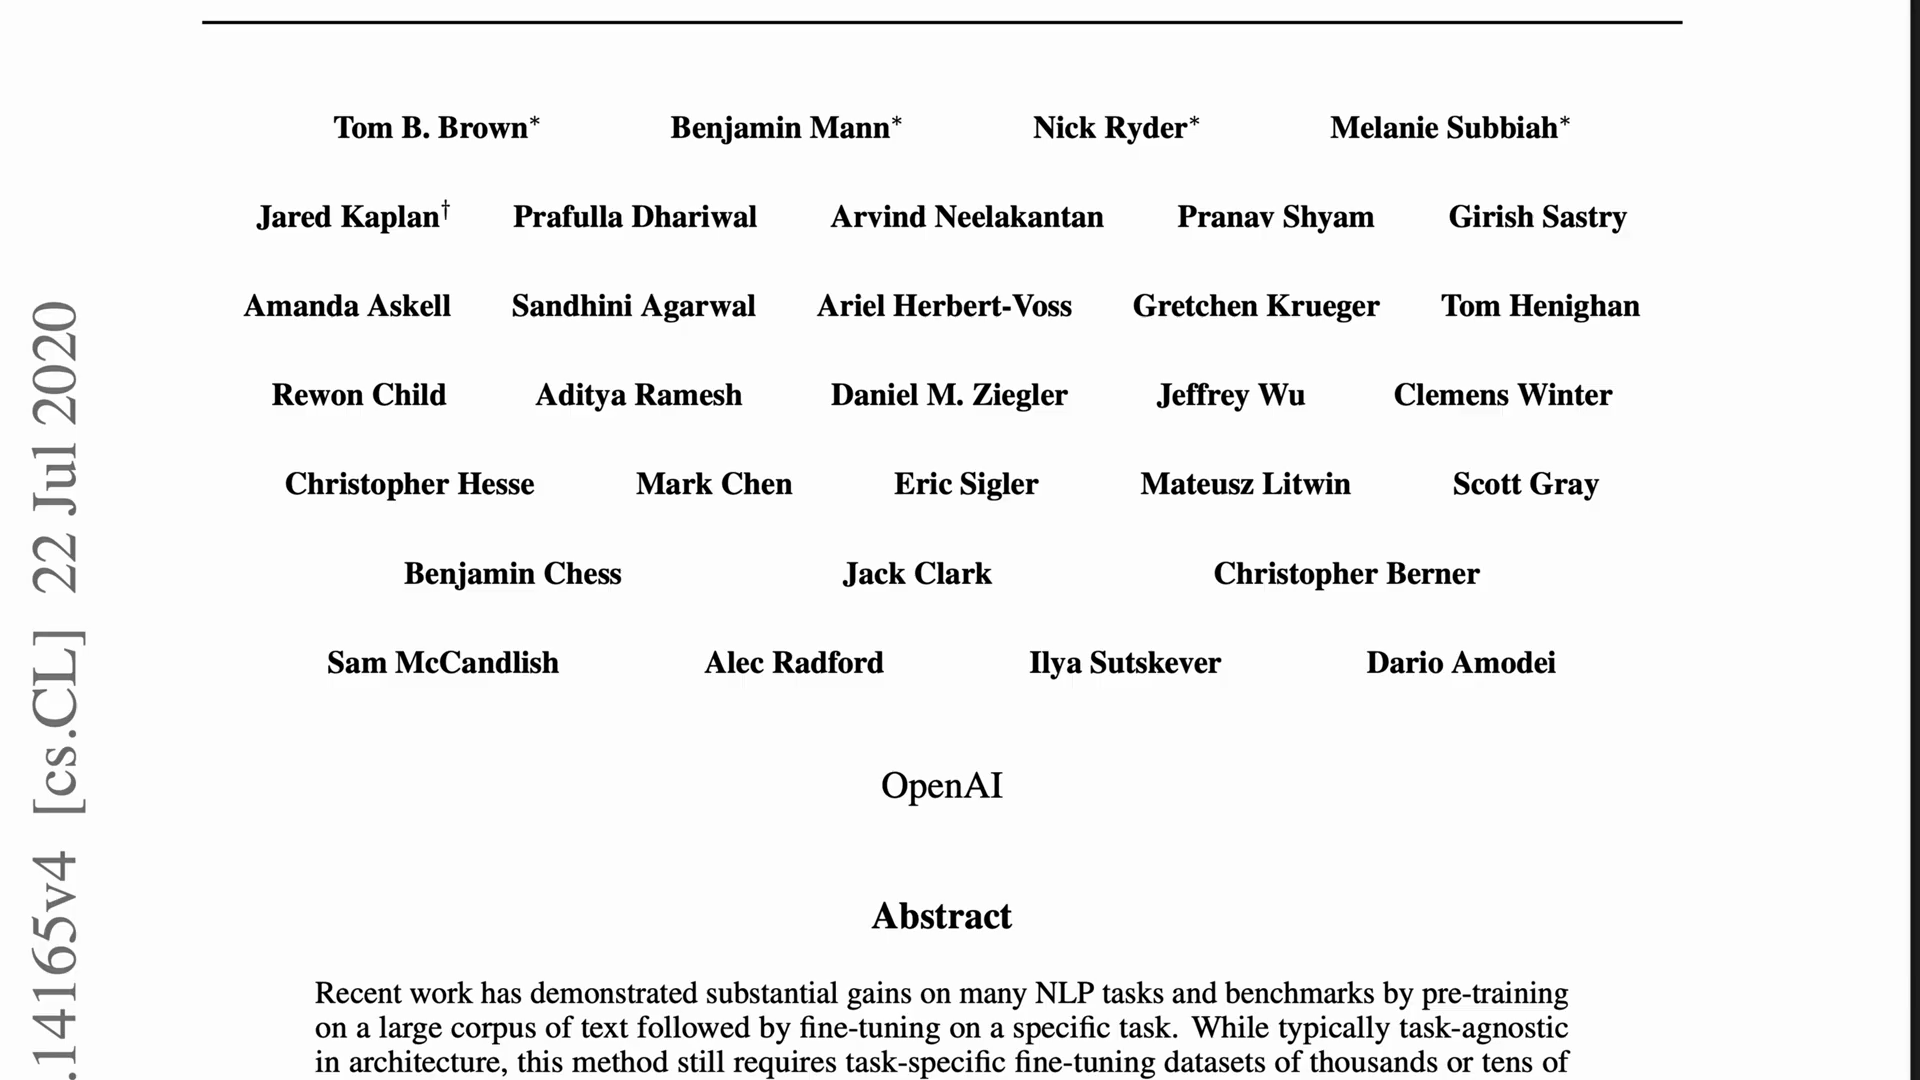 Tom B. Brown* Benjamin Mann* Nick Ryder* Melanie Subbiah*
Jared Kaplan† Prafulla Dhariwal Arvind Neelakantan Pranav Shyam Girish Sastry
Amanda Askell Sandhini Agarwal Ariel Herbert-Voss Gretchen Krueger Tom Henighan
Rewon Child Aditya Ramesh Daniel M. Ziegler Jeffrey Wu Clemens Winter
Christopher Hesse Mark Chen Eric Sigler Mateusz Litwin Scott Gray
Benjamin Chess Jack Clark Christopher Berner
Sam McCandlish Alec Radford Ilya Sutskever Dario Amodei
OpenAI
Abstract
Recent work has demonstrated substantial gains on many NLP tasks and benchmarks by pre-training
on a large corpus of text followed by fine-tuning on a specific task. While typically task-agnostic
in architecture, this method still requires task-specific fine-tuning datasets of thousands or tens of
.14165v4 [cs.CL] 22 Jul 2020